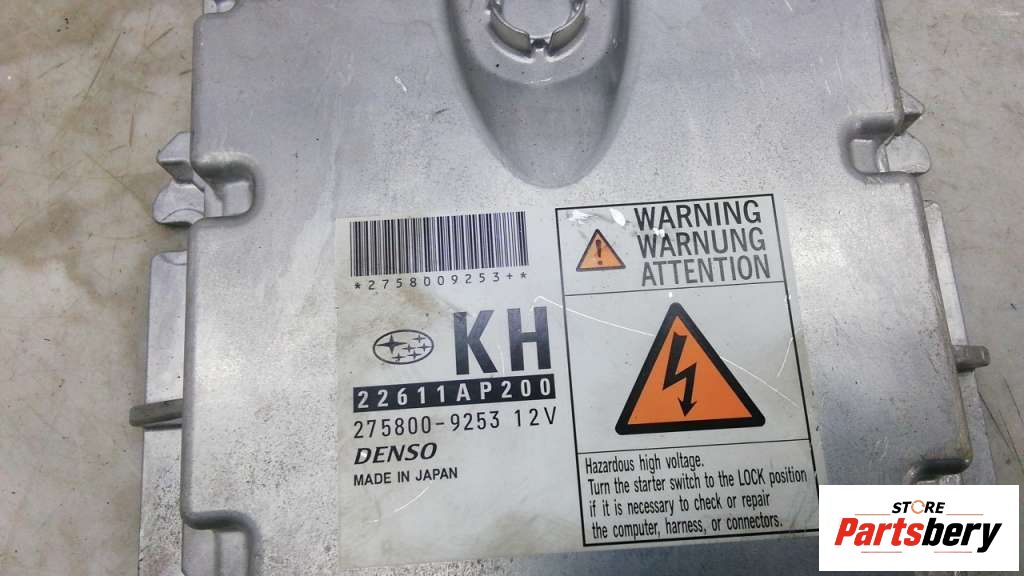 *2758009253+*
KH
22611AP200
275800-9253 12V
DENSO
MADE IN JAPAN
WARNING
WARNUNG
ATTENTION
Hazardous high voltage.
Turn the starter switch to the LOCK position
if it is necessary to check or repair
the computer, harness, or connectors.
STORE
Partsbery